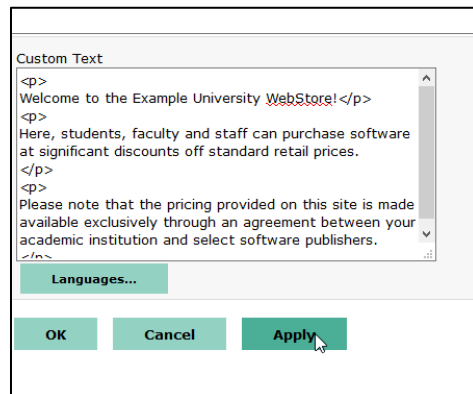 Custom Text
<p>
Welcome to the Example University WebStore!</p>
<p>
Here, students, faculty and staff can purchase software
at significant discounts off standard retail prices.
</p>
<p>
Please note that the pricing provided on this site is made
available exclusively through an agreement between your
academic institution and select software publishers.
</p>
Languages...
OK Cancel Apply